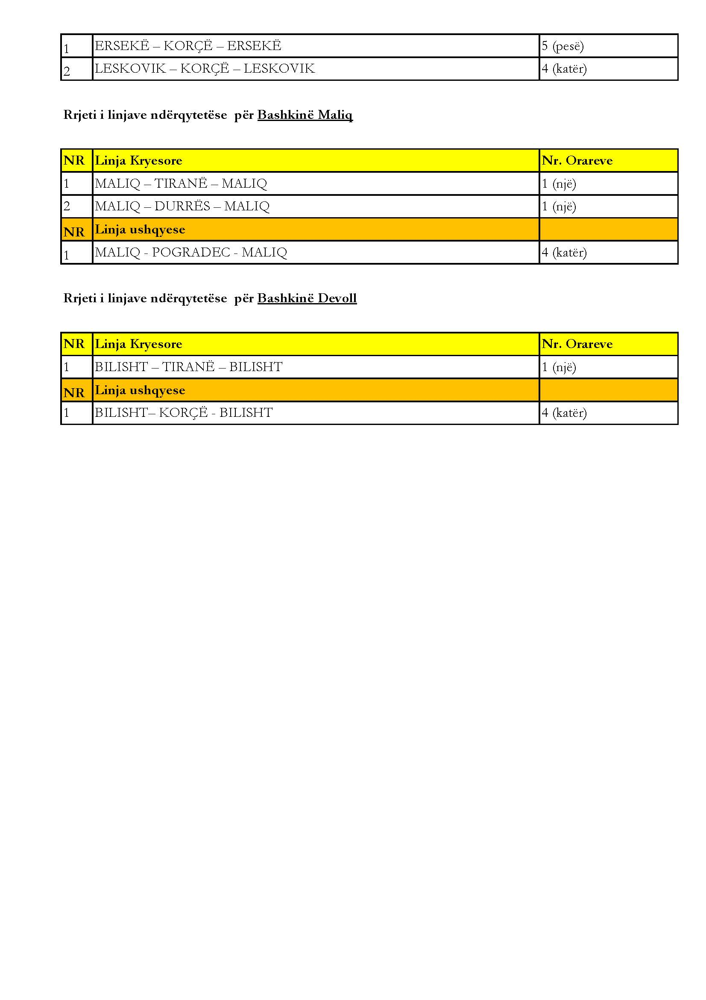 1 ERSEKË – KORÇË – ERSEKË 5 (pesë)
2 LESKOVIK – KORÇË – LESKOVIK 4 (katër)
Rrjeti i linjave ndërqytetëse për Bashkinë Maliq
NR Linja Kryesore Nr. Orareve
1 MALIQ – TIRANË – MALIQ 1 (një)
2 MALIQ – DURRËS – MALIQ 1 (një)
NR Linja ushqyese
1 MALIQ - POGRADEC - MALIQ 4 (katër)
Rrjeti i linjave ndërqytetëse për Bashkinë Devoll
NR Linja Kryesore Nr. Orareve
1 BILISHT – TIRANË – BILISHT 1 (një)
NR Linja ushqyese
1 BILISHT– KORÇË - BILISHT 4 (katër)